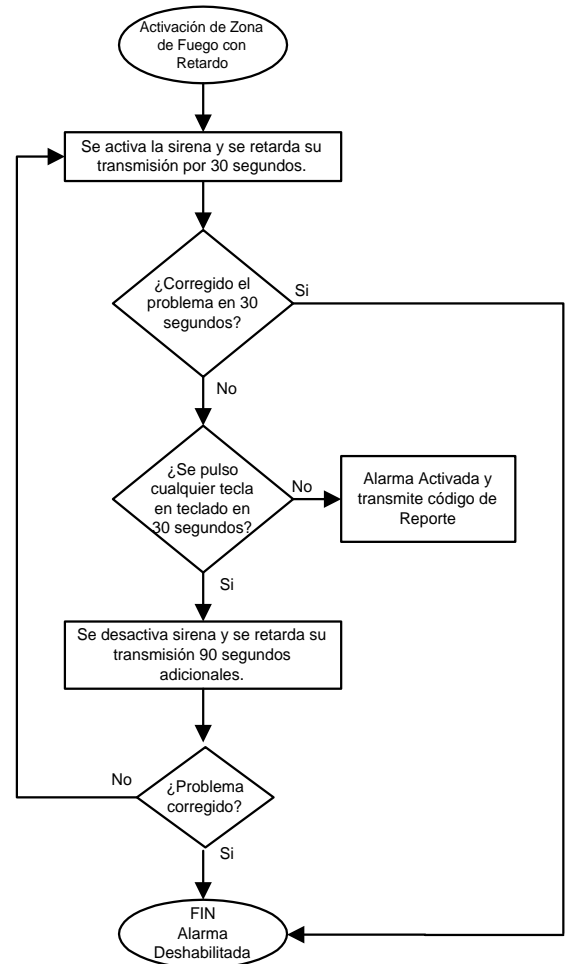 Activación de Zona
de Fuego con
Retardo
Se activa la sirena y se retarda su
transmisión por 30 segundos.
¿Corregido el
problema en 30
segundos?
Si
No
¿Se pulso
cualquier tecla
en teclado en
30 segundos?
No
Alarma Activada y
transmite código de
Reporte
Si
Se desactiva sirena y se retarda su
transmisión 90 segundos
adicionales.
No
¿Problema
corregido?
Si
FIN
Alarma
Deshabilitada